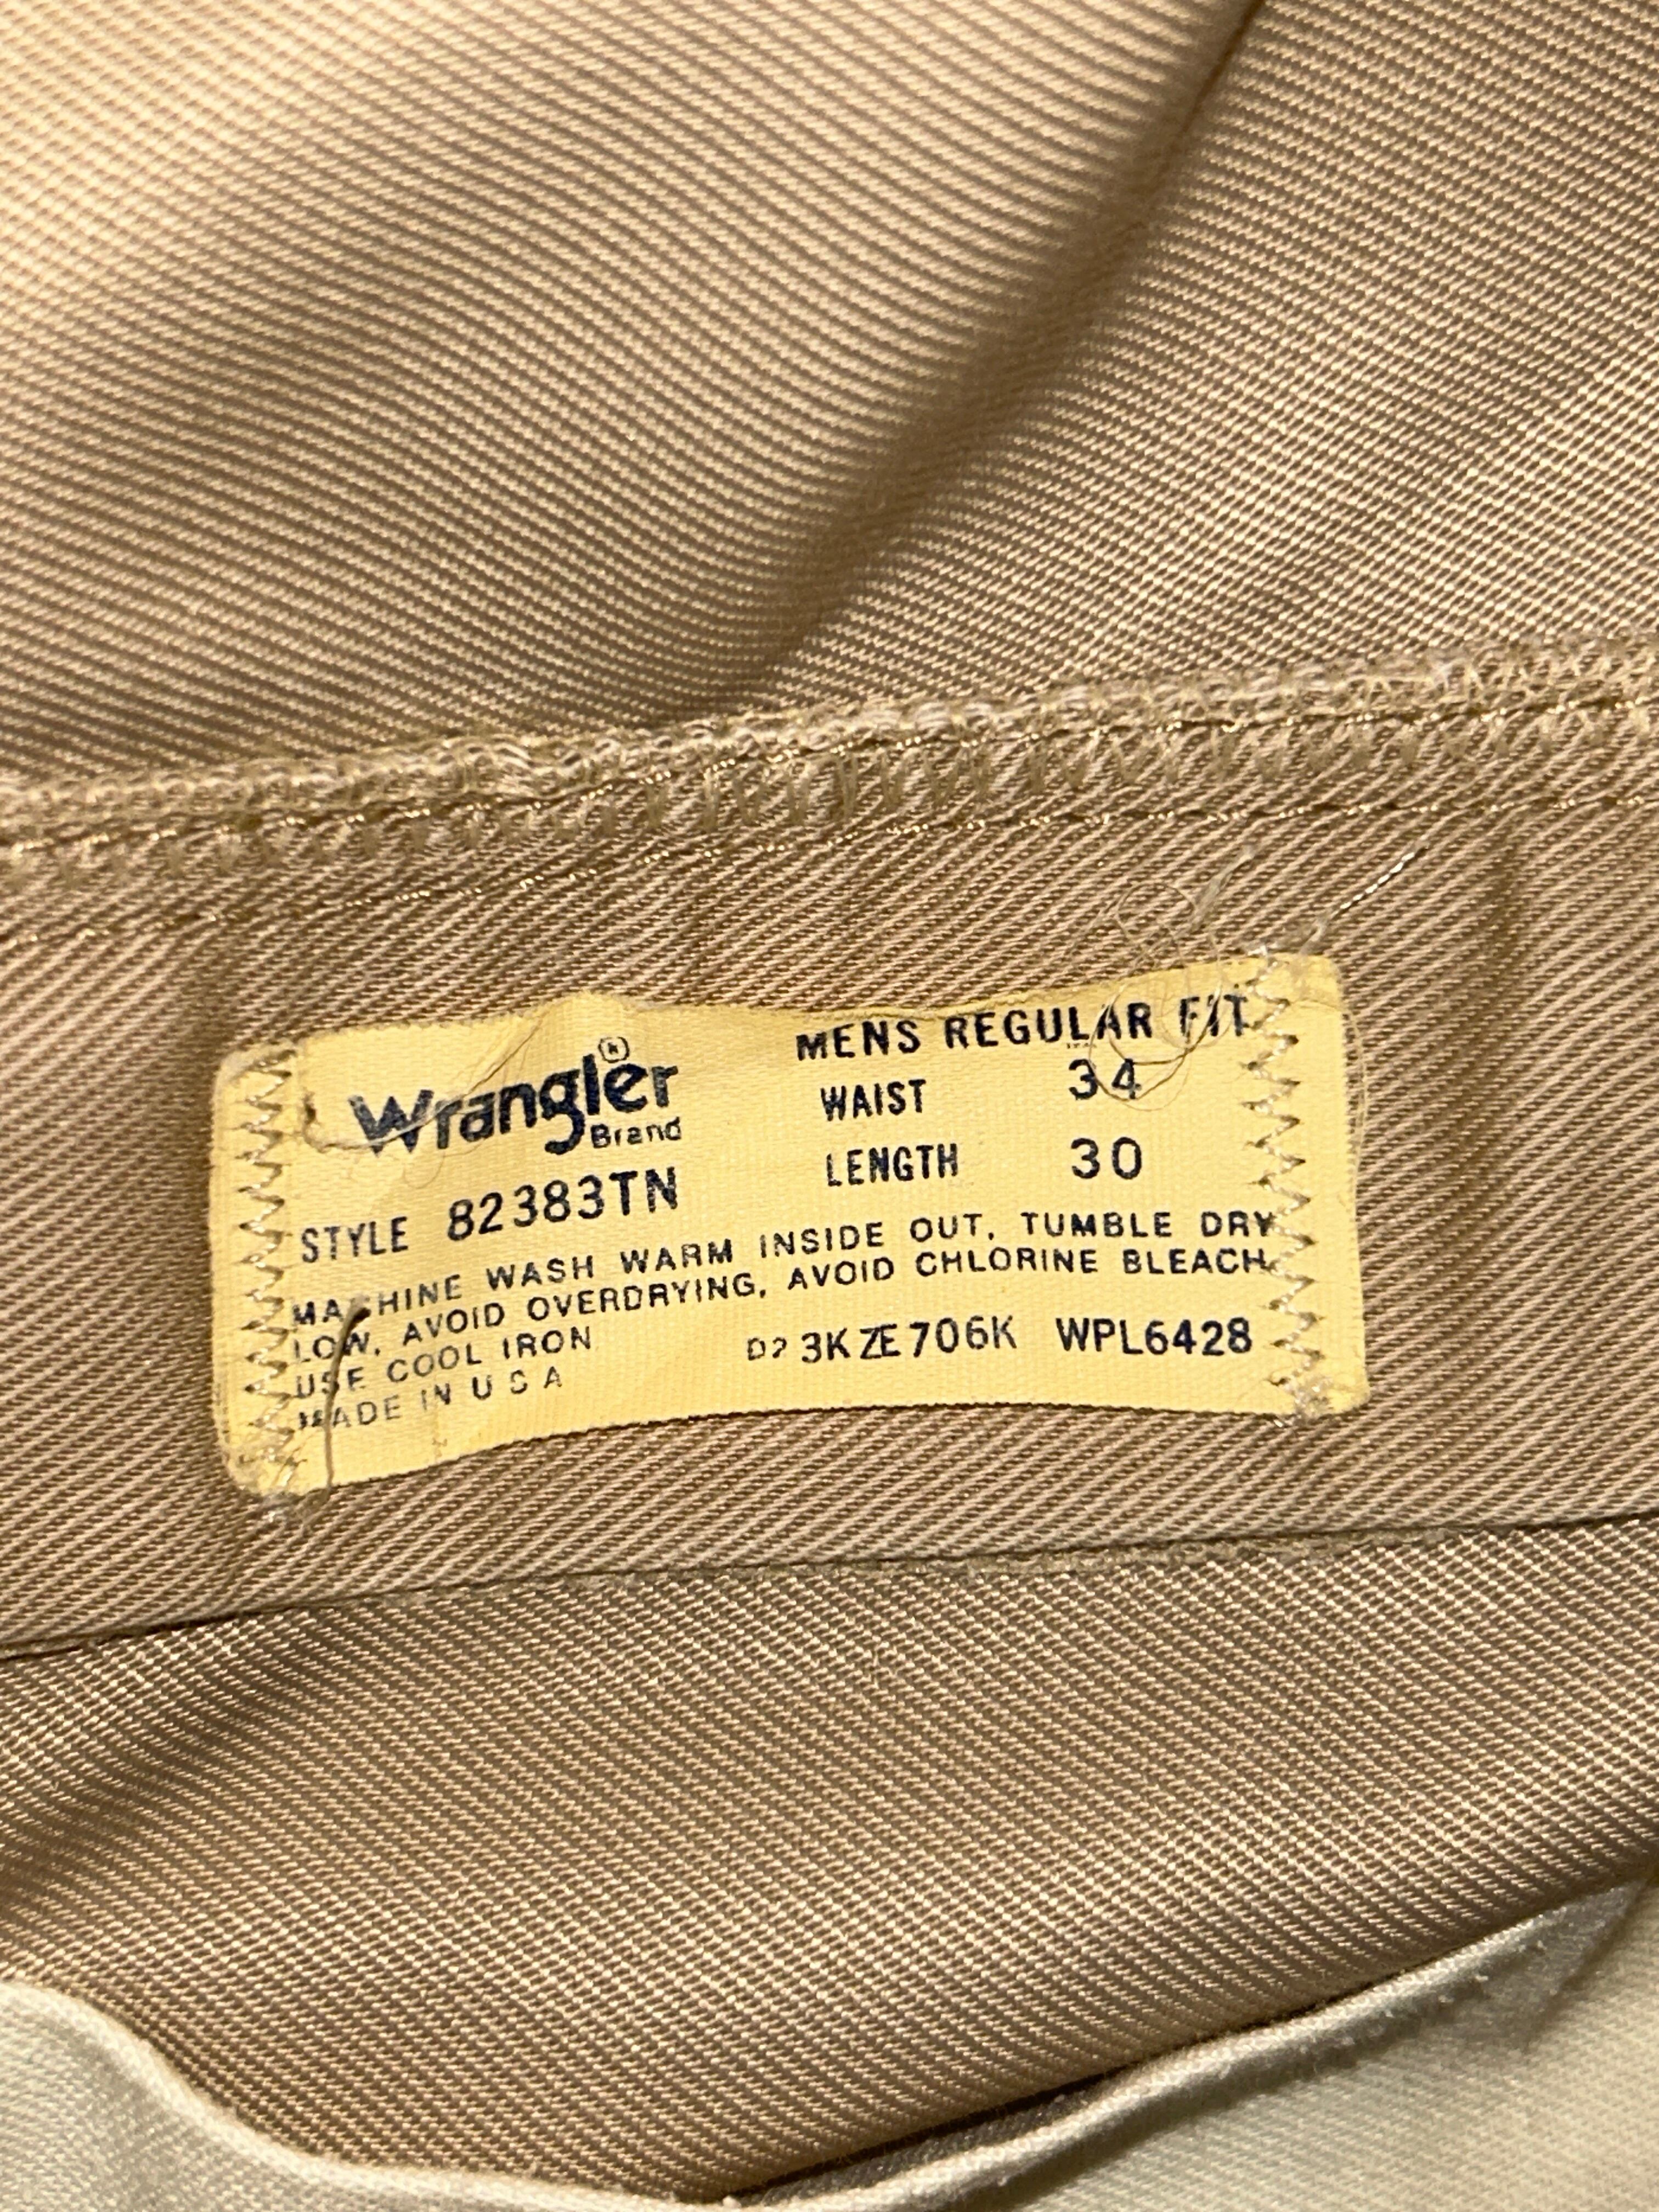 Wrangler®
Brand
STYLE 82383TN
MENS REGULAR FIT
WAIST 34
LENGTH 30
MACHINE WASH WARM INSIDE OUT, TUMBLE DRY
LOW, AVOID OVERDRYING, AVOID CHLORINE BLEACH
USE COOL IRON
MADE IN U S A
D2 3KZE706K WPL6428